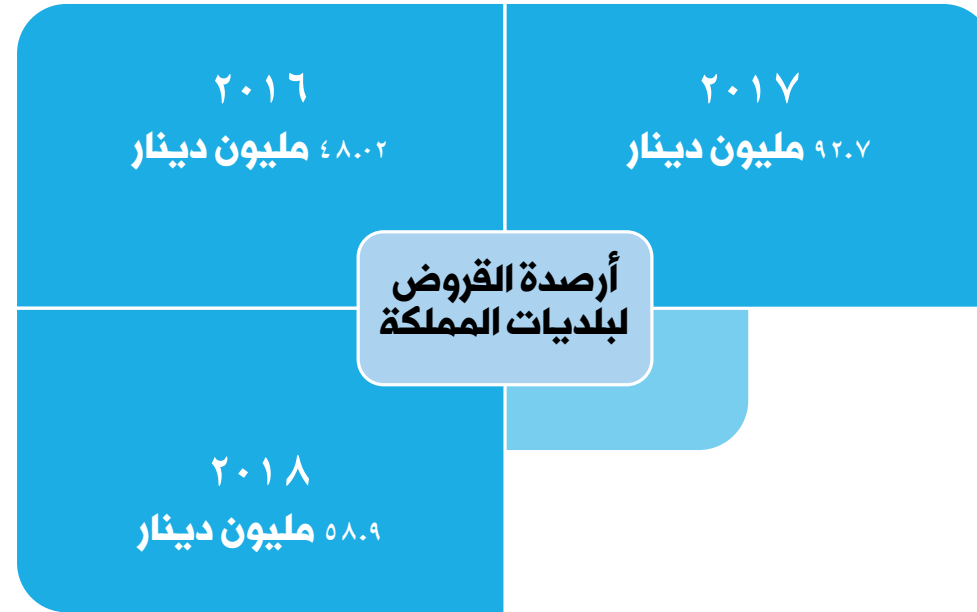 ٢٠١٦
٤٨.٠٢ مليون دينار
٢٠١٧
٩٢.٧ مليون دينار
أرصدة القروض
لبلديات المملكة
٢٠١٨
٥٨.٩ مليون دينار